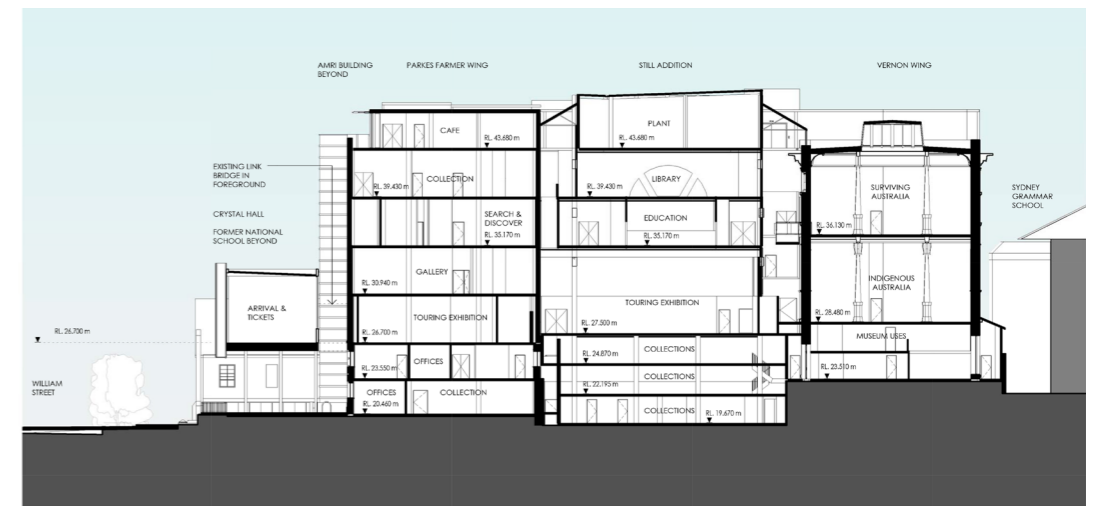 AMRI BUILDING
BEYOND
PARKES FARMER WING
STILL ADDITION
VERNON WING
EXISTING LINK
BRIDGE IN
FOREGROUND
CRYSTAL HALL
FORMER NATIONAL
SCHOOL BEYOND
ARRIVAL &
TICKETS
RL. 26.700 m
WILLIAM
STREET
CAFE
RL. 43.680 m
COLLECTION
RL. 39.430 m
SEARCH &
DISCOVER
RL. 35.170 m
GALLERY
RL. 30.940 m
TOURING EXHIBITION
RL. 26.700 m
OFFICES
RL. 23.550 m
OFFICES
COLLECTION
RL. 20.460 m
PLANT
RL. 43.680 m
LIBRARY
RL. 39.430 m
EDUCATION
RL. 35.170 m
TOURING EXHIBITION
RL. 27.500 m
COLLECTIONS
RL. 24.870 m
COLLECTIONS
RL. 22.195 m
COLLECTIONS
RL. 19.670 m
SURVIVING
AUSTRALIA
RL. 36.130 m
INDIGENOUS
AUSTRALIA
RL. 28.480 m
MUSEUM USES
RL. 23.510 m
SYDNEY
GRAMMAR
SCHOOL